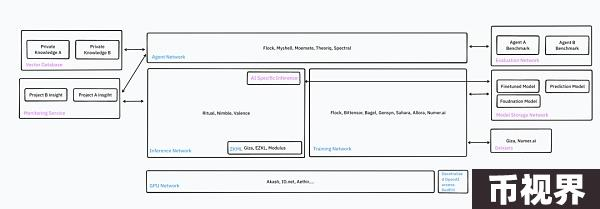 Private
Knowledge A
Private
Knowledge B
Vector Database
Project B insight
Project A insight
Monitoring Service
Flock, Myshell, Moemate, Theoriq, Spectral
Agent Network
AI Specific Inference
Ritual, Nimble, Valence
ZKML
Giza, EZKL, Modulus
Inference Network
Flock, Bittensor, Bagel, Gensyn, Sahara, Allora, Numer.ai
Training Network
Agent A
Benchmark
Agent B
Benchmark
Evaluation Network
Finetuned Model
Prediction Model
Foudnation Model
Model Storage Network
Giza, Numer.ai
Datasets
Akash, IO.net, Aethir,...
GPU Network
币视界